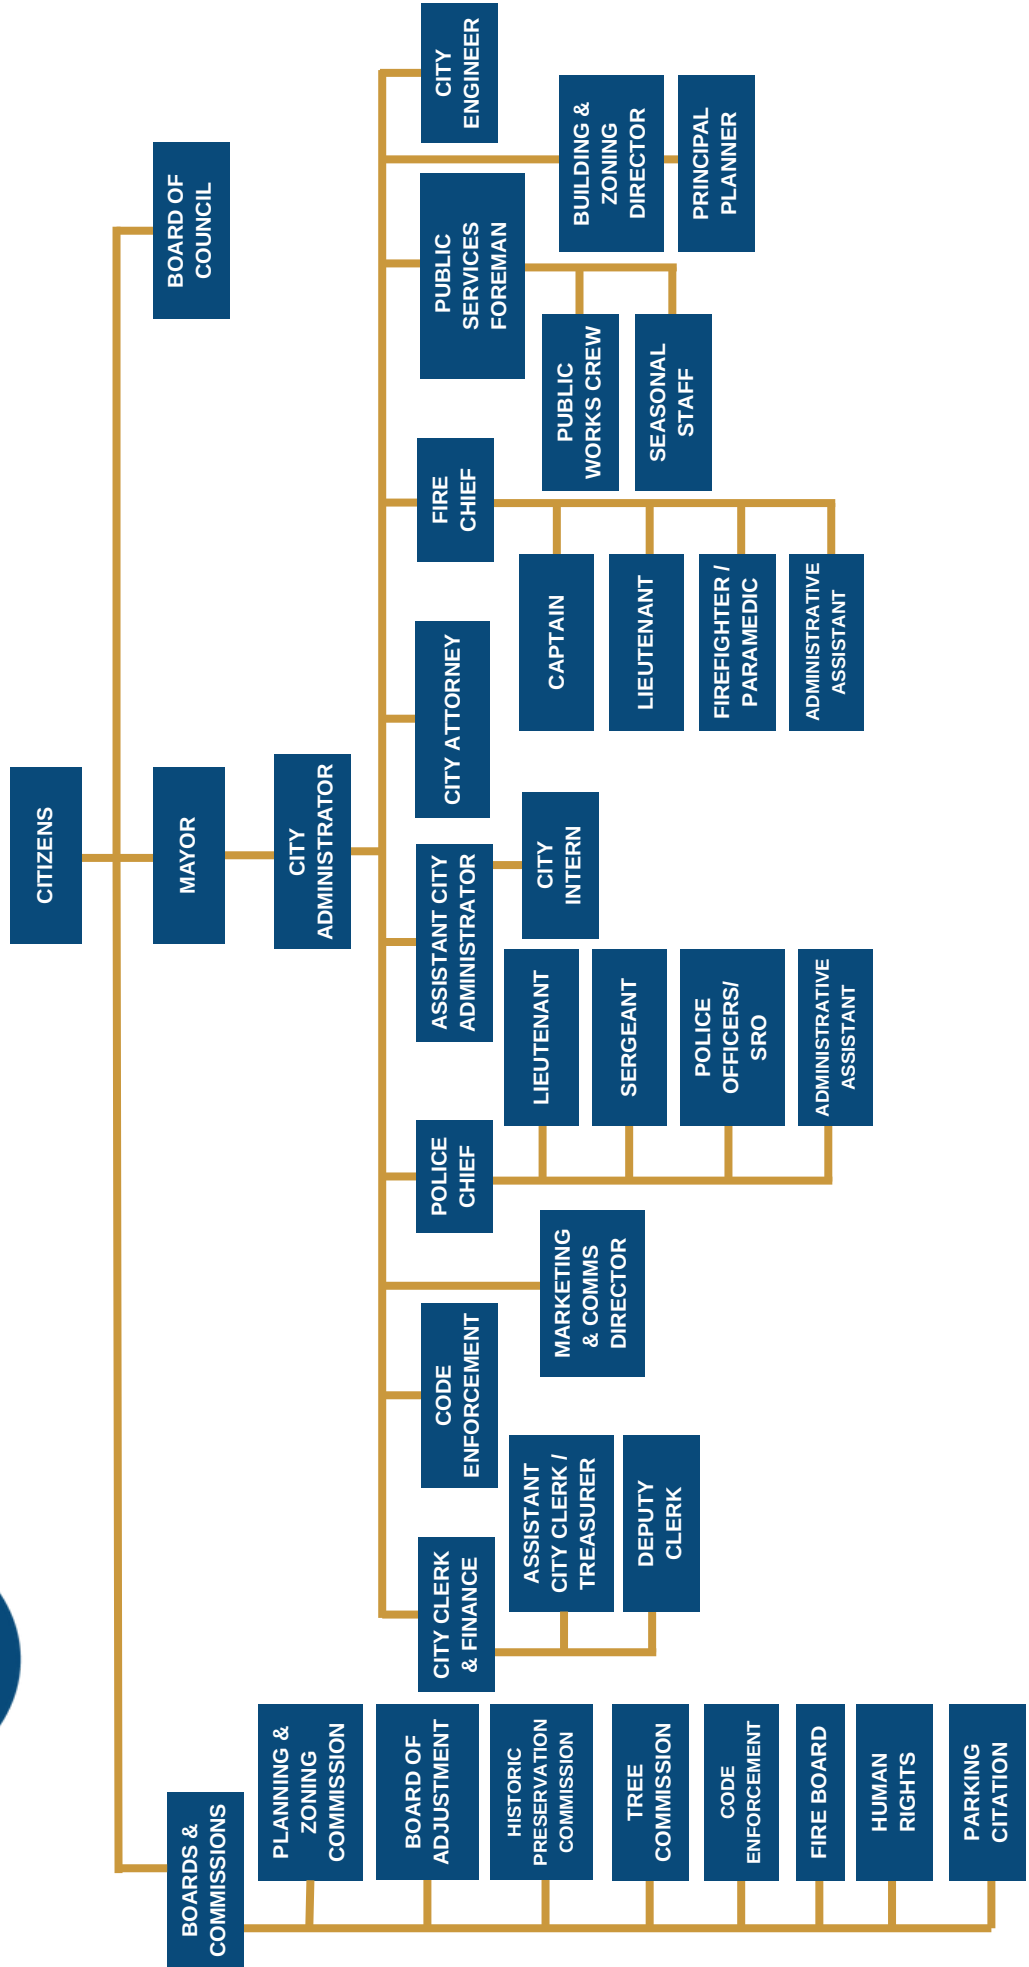 CITIZENS
BOARDS &
COMMISSIONS
MAYOR
BOARD OF
COUNCIL
CITY
ADMINISTRATOR
PLANNING &
ZONING
COMMISSION
BOARD OF
ADJUSTMENT
HISTORIC
PRESERVATION
COMMISSION
TREE
COMMISSION
CODE
ENFORCEMENT
FIRE BOARD
HUMAN
RIGHTS
PARKING
CITATION
CITY CLERK
& FINANCE
ASSISTANT
CITY CLERK /
TREASURER
DEPUTY
CLERK
CODE
ENFORCEMENT
MARKETING
& COMMS
DIRECTOR
POLICE
CHIEF
LIEUTENANT
SERGEANT
POLICE
OFFICERS/
SRO
ADMINISTRATIVE
ASSISTANT
ASSISTANT CITY
ADMINISTRATOR
CITY
INTERN
CITY ATTORNEY
FIRE
CHIEF
CAPTAIN
LIEUTENANT
FIREFIGHTER /
PARAMEDIC
ADMINISTRATIVE
ASSISTANT
PUBLIC
SERVICES
FOREMAN
PUBLIC
WORKS CREW
SEASONAL
STAFF
BUILDING &
ZONING
DIRECTOR
PRINCIPAL
PLANNER
CITY
ENGINEER